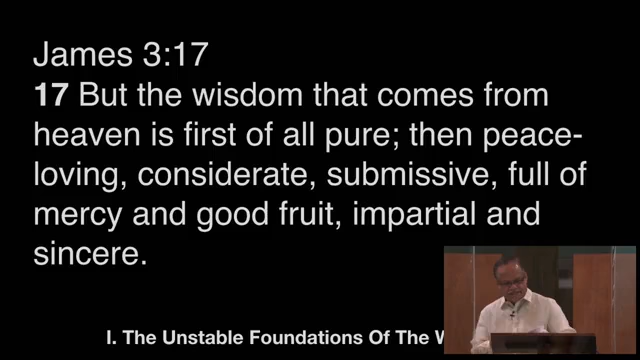 James 3:17
17 But the wisdom that comes from
heaven is first of all pure; then peace-
loving, considerate, submissive, full of
mercy and good fruit, impartial and
sincere.
I. The Unstable Foundations Of The